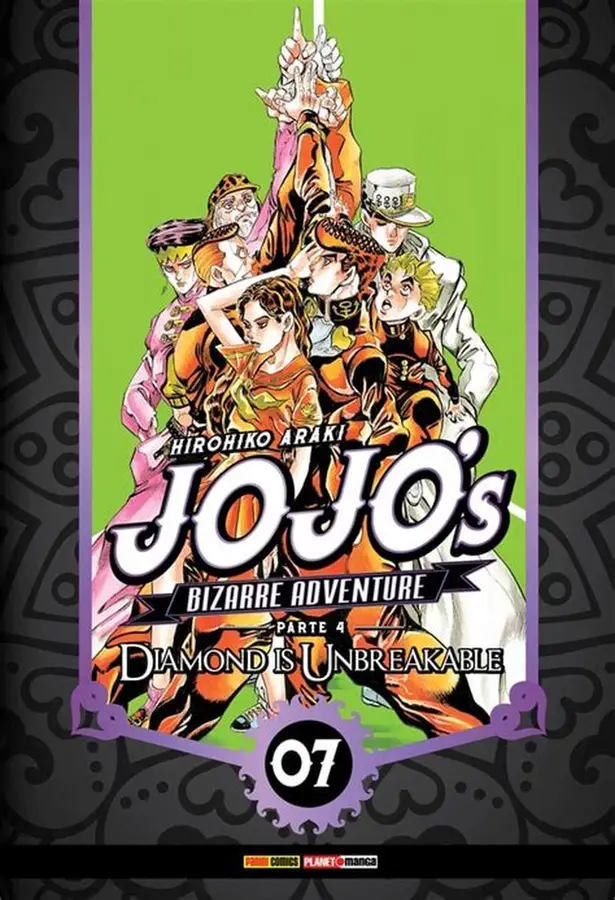 HIROHIKO ARAKI
JOJO's
BIZARRE ADVENTURE
PARTE 4
DIAMOND IS UNBREAKABLE
07
PANINI COMICS PLANET manga